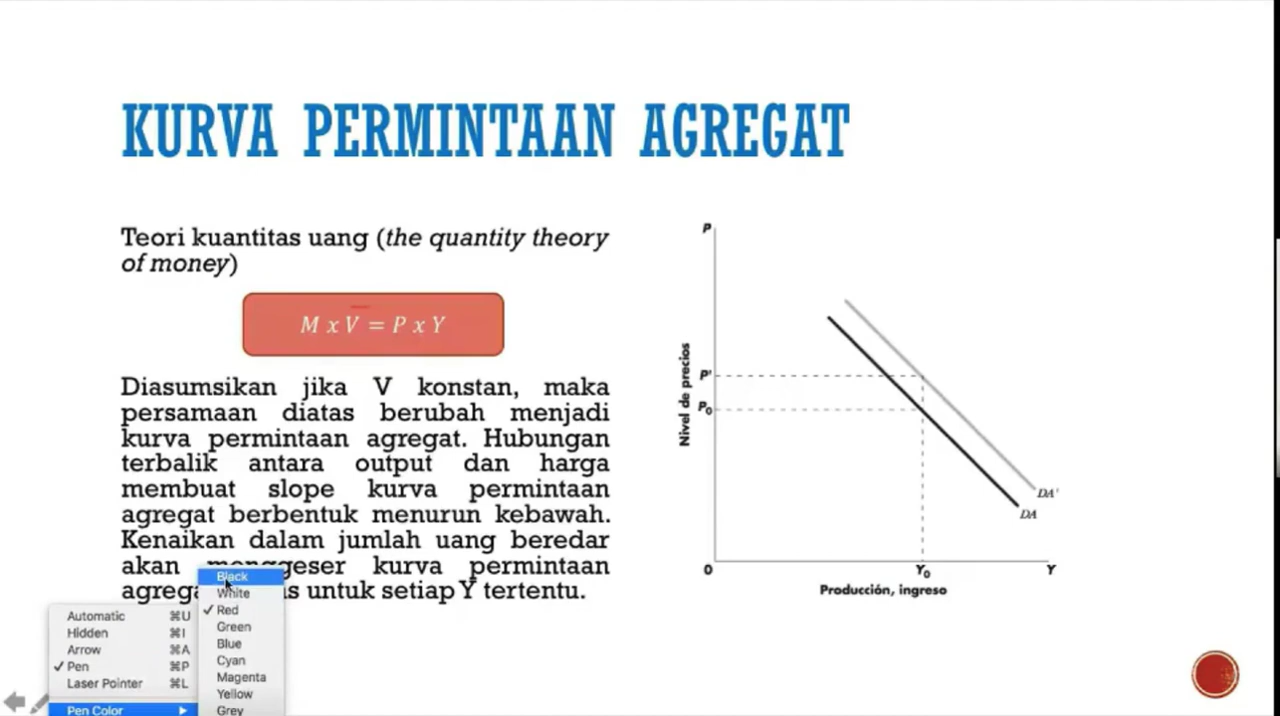 KURVA PERMINTAAN AGREGAT
Teori kuantitas uang (the quantity theory
of money)
M x V = P x Y
Diasumsikan jika V konstan, maka
persamaan diatas berubah menjadi
kurva permintaan agregat. Hubungan
terbalik antara output dan harga
membuat slope kurva permintaan
agregat berbentuk menurun kebawah.
Kenaikan dalam jumlah uang beredar
akan menggeser kurva permintaan
untuk setiap Y tertentu.
P
Nivel de precios
P'
P0
DA'
DA
0
Y0
Y
Producción, ingreso
Automatic ⌘U
Hidden ⌘I
Arrow ⌘A
✓ Pen ⌘P
Laser Pointer ⌘L
Pen Color
Black
White
✓ Red
Green
Blue
Cyan
Magenta
Yellow
Grey